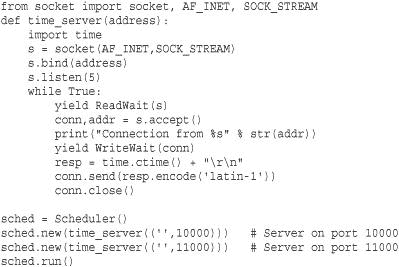 from socket import socket, AF_INET, SOCK_STREAM
def time_server(address):
    import time
    s = socket(AF_INET,SOCK_STREAM)
    s.bind(address)
    s.listen(5)
    while True:
        yield ReadWait(s)
        conn,addr = s.accept()
        print("Connection from %s" % str(addr))
        yield WriteWait(conn)
        resp = time.ctime() + "\r\n"
        conn.send(resp.encode('latin-1'))
        conn.close()

sched = Scheduler()
sched.new(time_server(('',10000)))   # Server on port 10000
sched.new(time_server(('',11000)))   # Server on port 11000
sched.run()